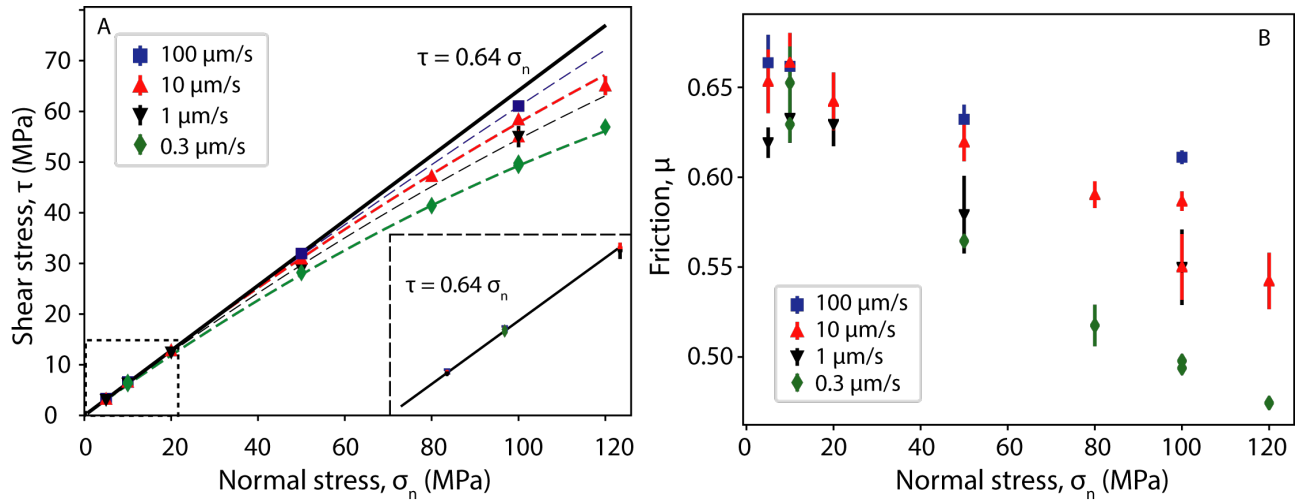 A
100 μm/s
10 μm/s
1 μm/s
0.3 μm/s
τ = 0.64 σn
τ = 0.64 σn
70
60
50
40
30
20
10
0
0 20 40 60 80 100 120
Shear stress, τ (MPa)
Normal stress, σn (MPa)
B
0.65
0.60
0.55
0.50
100 μm/s
10 μm/s
1 μm/s
0.3 μm/s
0 20 40 60 80 100 120
Friction, μ
Normal stress, σn (MPa)